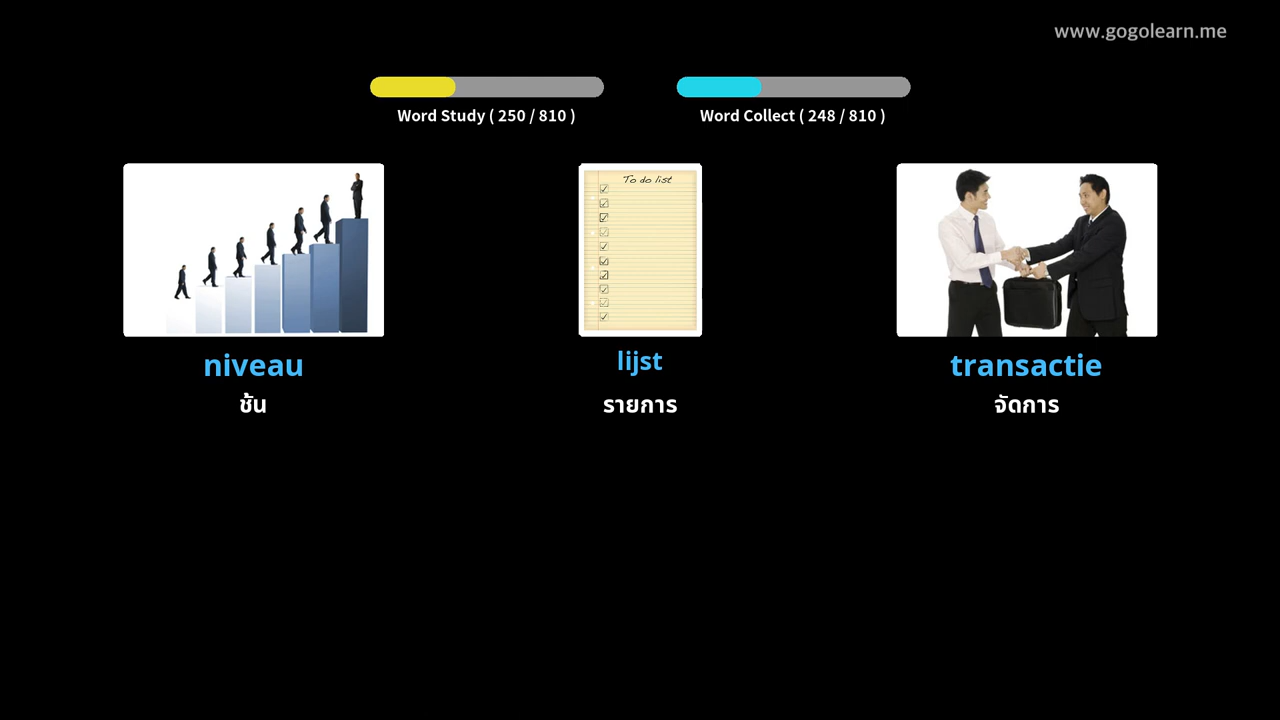 www.gogolearn.me
Word Study ( 250 / 810 )
Word Collect ( 248 / 810 )
To do list
niveau
lijst
transactie
ชั้น
รายการ
จัดการ